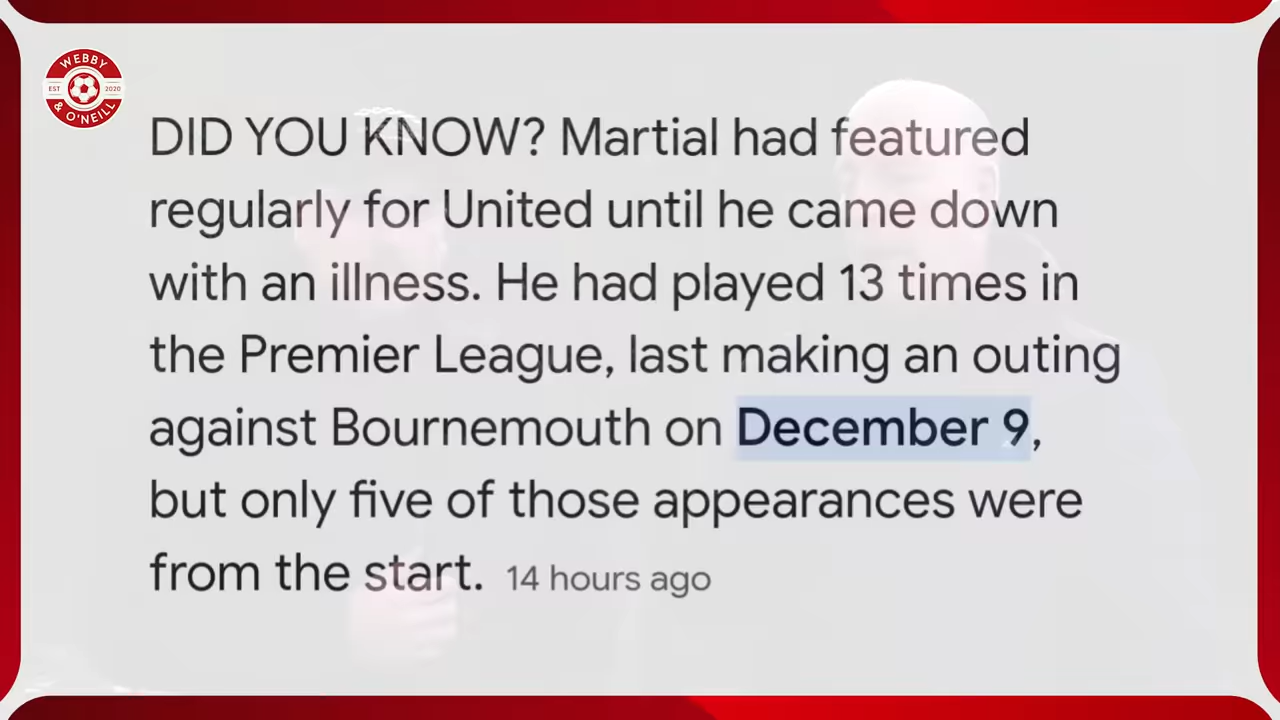 WEBBY
EST 2020
& O'NEILL
DID YOU KNOW? Martial had featured
regularly for United until he came down
with an illness. He had played 13 times in
the Premier League, last making an outing
against Bournemouth on December 9,
but only five of those appearances were
from the start. 14 hours ago